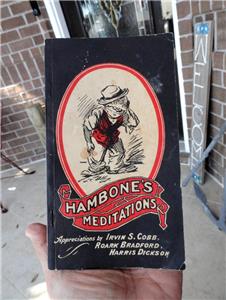 HAMBONE'S
MEDITATIONS
Appreciations by IRVIN S. COBB,
ROARK BRADFORD,
HARRIS DICKSON